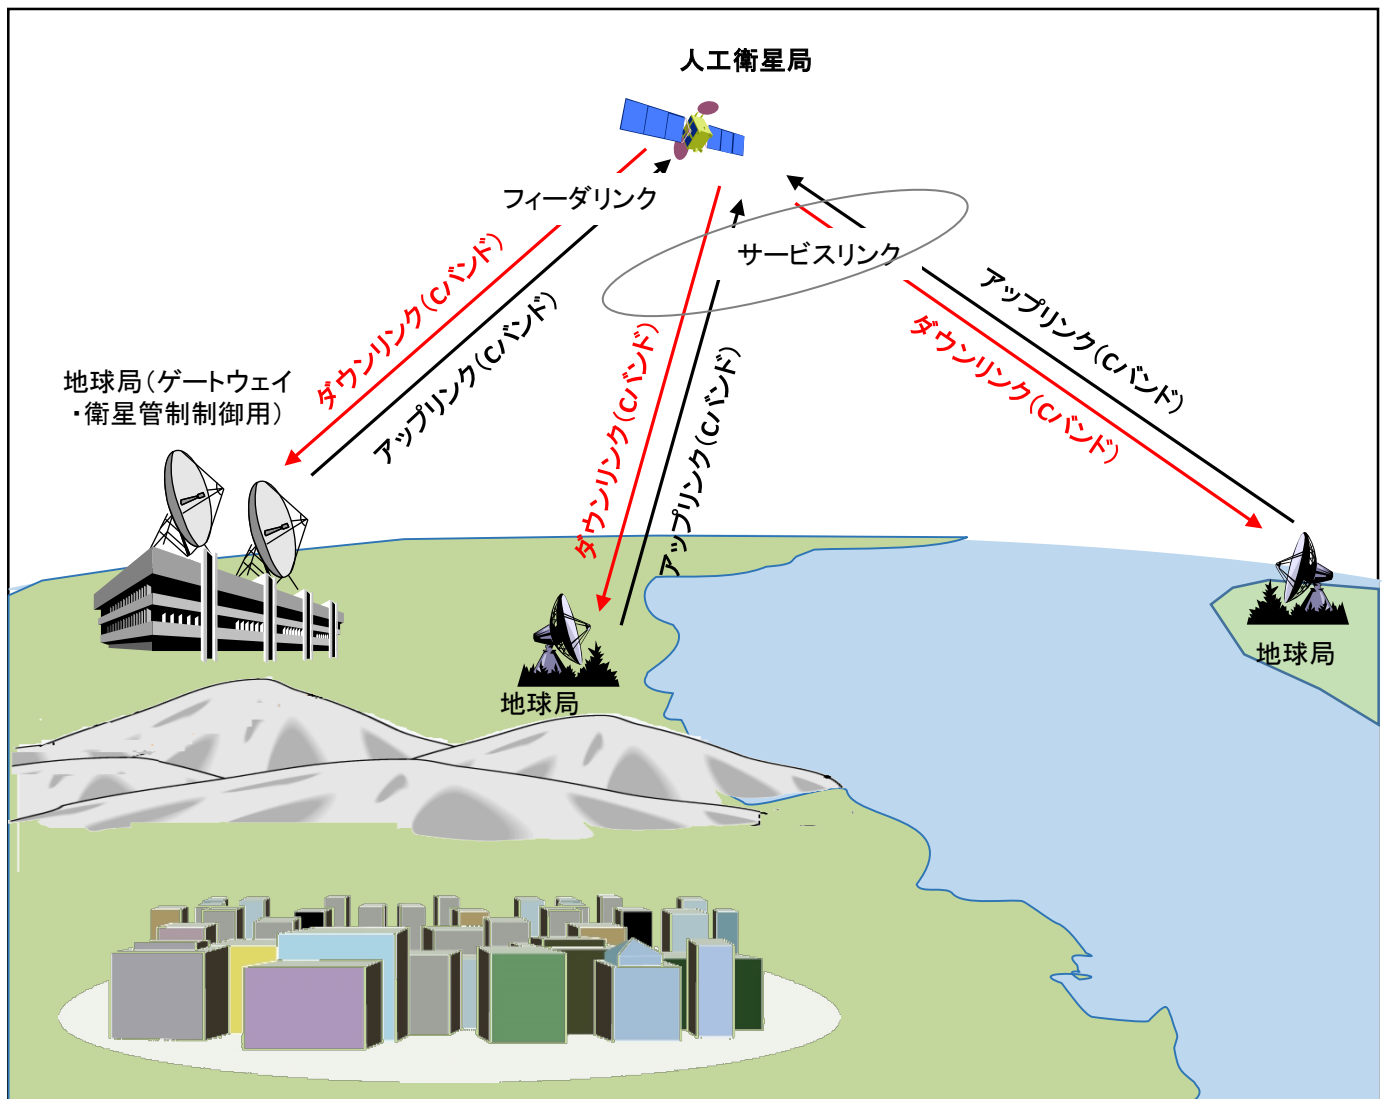 人工衛星局
フィーダリンク
サービスリンク
ダウンリンク(Cバンド)
アップリンク(Cバンド)
ダウンリンク(Cバンド)
アップリンク(Cバンド)
アップリンク(Cバンド)
ダウンリンク(Cバンド)
地球局(ゲートウェイ
・衛星管制制御用)
地球局
地球局